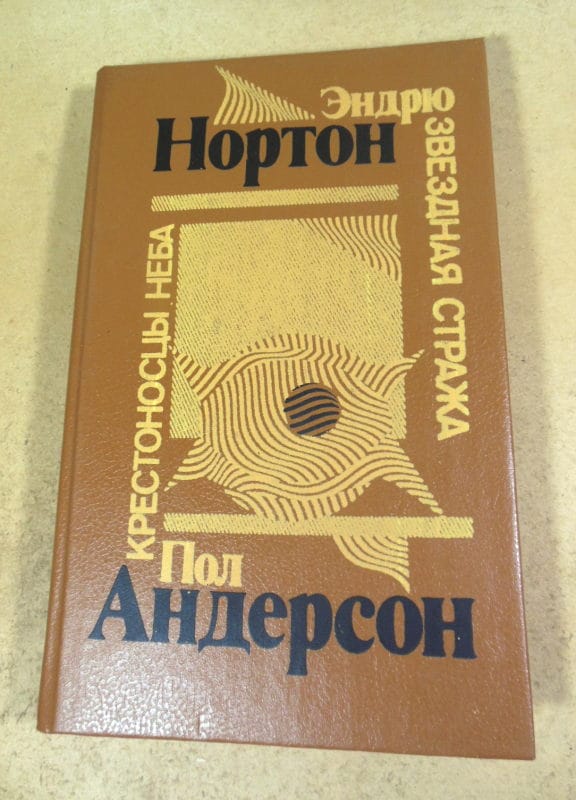 Эндрю
Нортон
ЗВЕЗДНАЯ СТРАЖА
КРЕСТОНОСЦЫ НЕБА
Пол
Андерсон